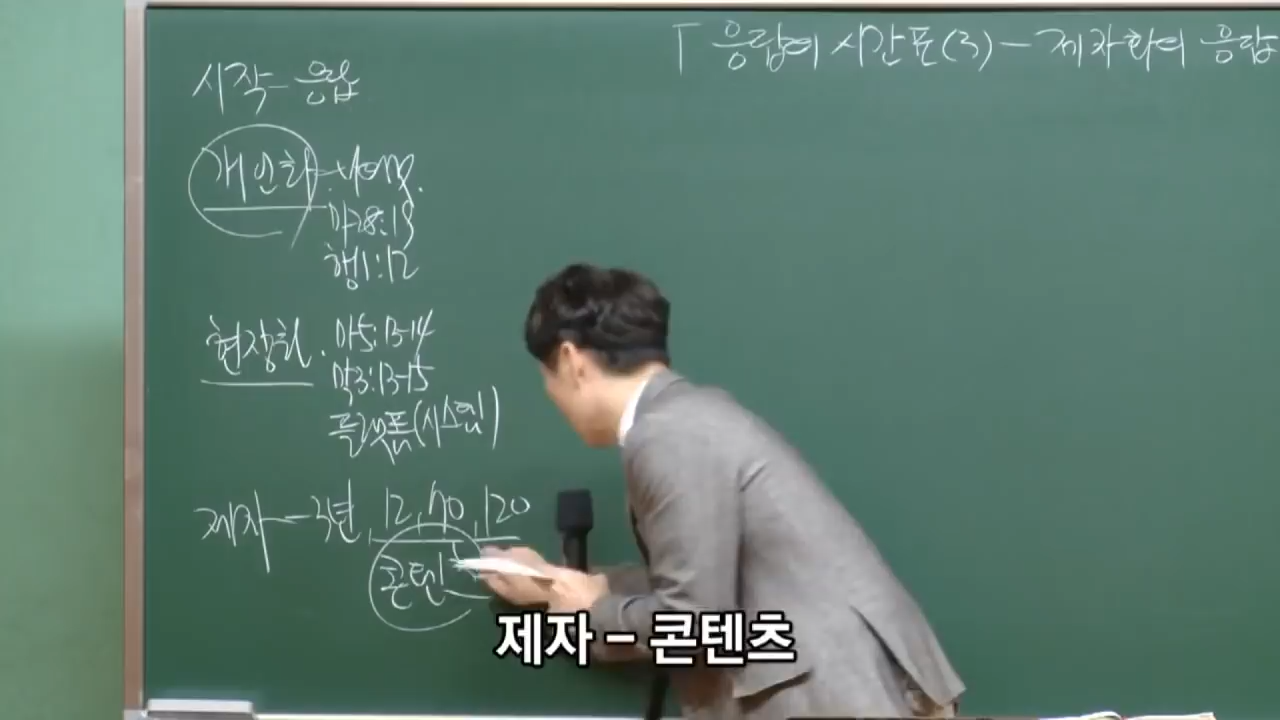 「응답의 시간표(3) - 제자화의 응답
시작 - 응답
개인화 -
마28:19
행1:12
현장화. 마5:13-14
막3:13-15
플랫폼(시스템)
제자 - 3년, 12, 70, 120
콘텐츠
제자 – 콘텐츠